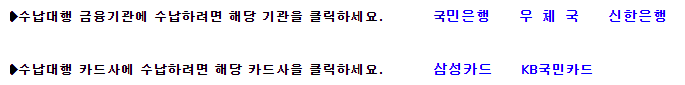 수납대행 금융기관에 수납하려면 해당 기관을 클릭하세요. 국민은행 우 체 국 신한은행
수납대행 카드사에 수납하려면 해당 카드사을 클릭하세요. 삼성카드 KB국민카드